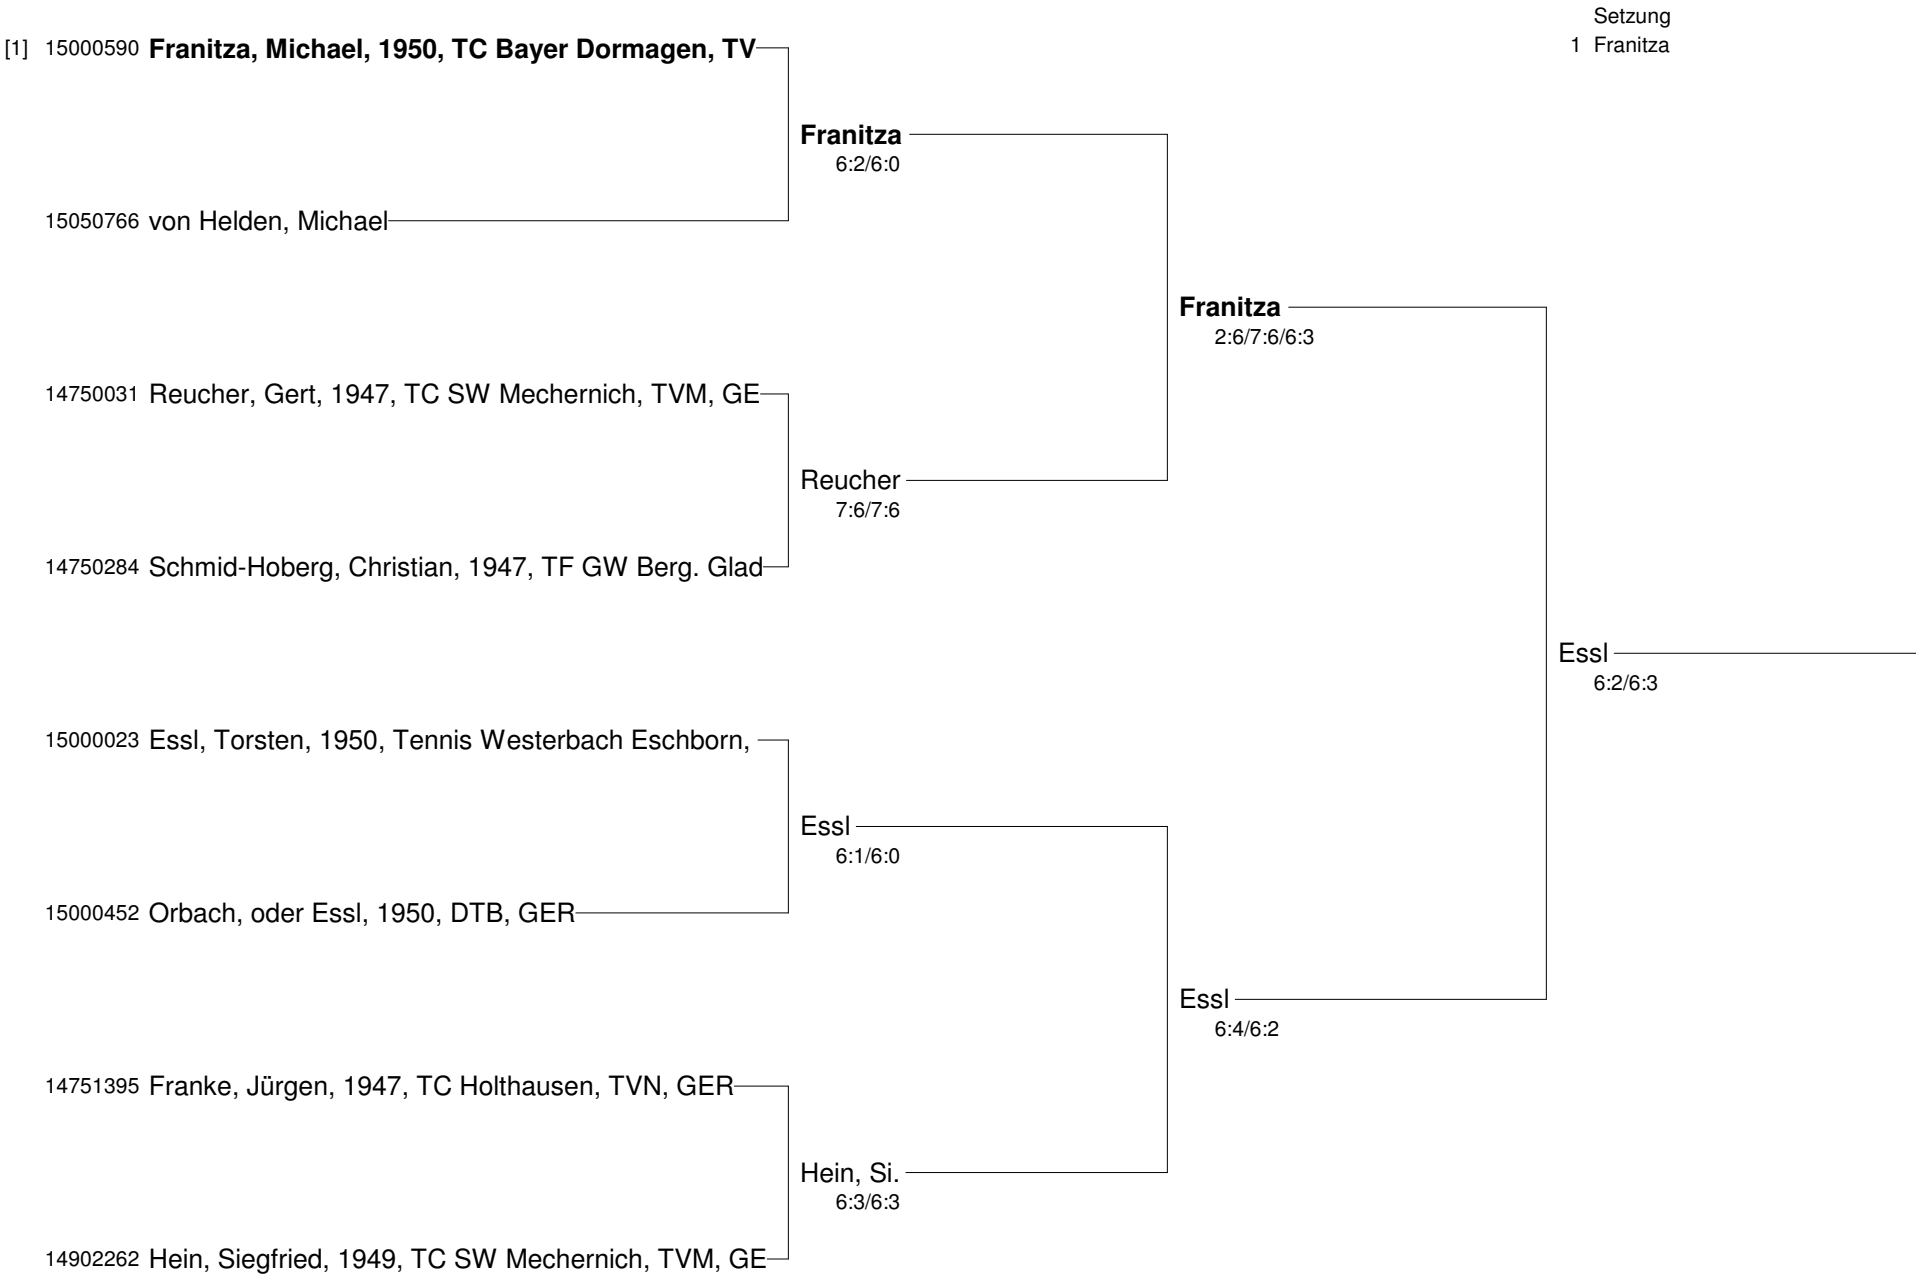 Setzung
1 Franitza
[1] 15000590 Franitza, Michael, 1950, TC Bayer Dormagen, TV
Franitza
6:2/6:0
15050766 von Helden, Michael
Franitza
2:6/7:6/6:3
14750031 Reucher, Gert, 1947, TC SW Mechernich, TVM, GE
Reucher
7:6/7:6
14750284 Schmid-Hoberg, Christian, 1947, TF GW Berg. Glad
Essl
6:2/6:3
15000023 Essl, Torsten, 1950, Tennis Westerbach Eschborn,
Essl
6:1/6:0
15000452 Orbach, oder Essl, 1950, DTB, GER
Essl
6:4/6:2
14751395 Franke, Jürgen, 1947, TC Holthausen, TVN, GER
Hein, Si.
6:3/6:3
14902262 Hein, Siegfried, 1949, TC SW Mechernich, TVM, GE